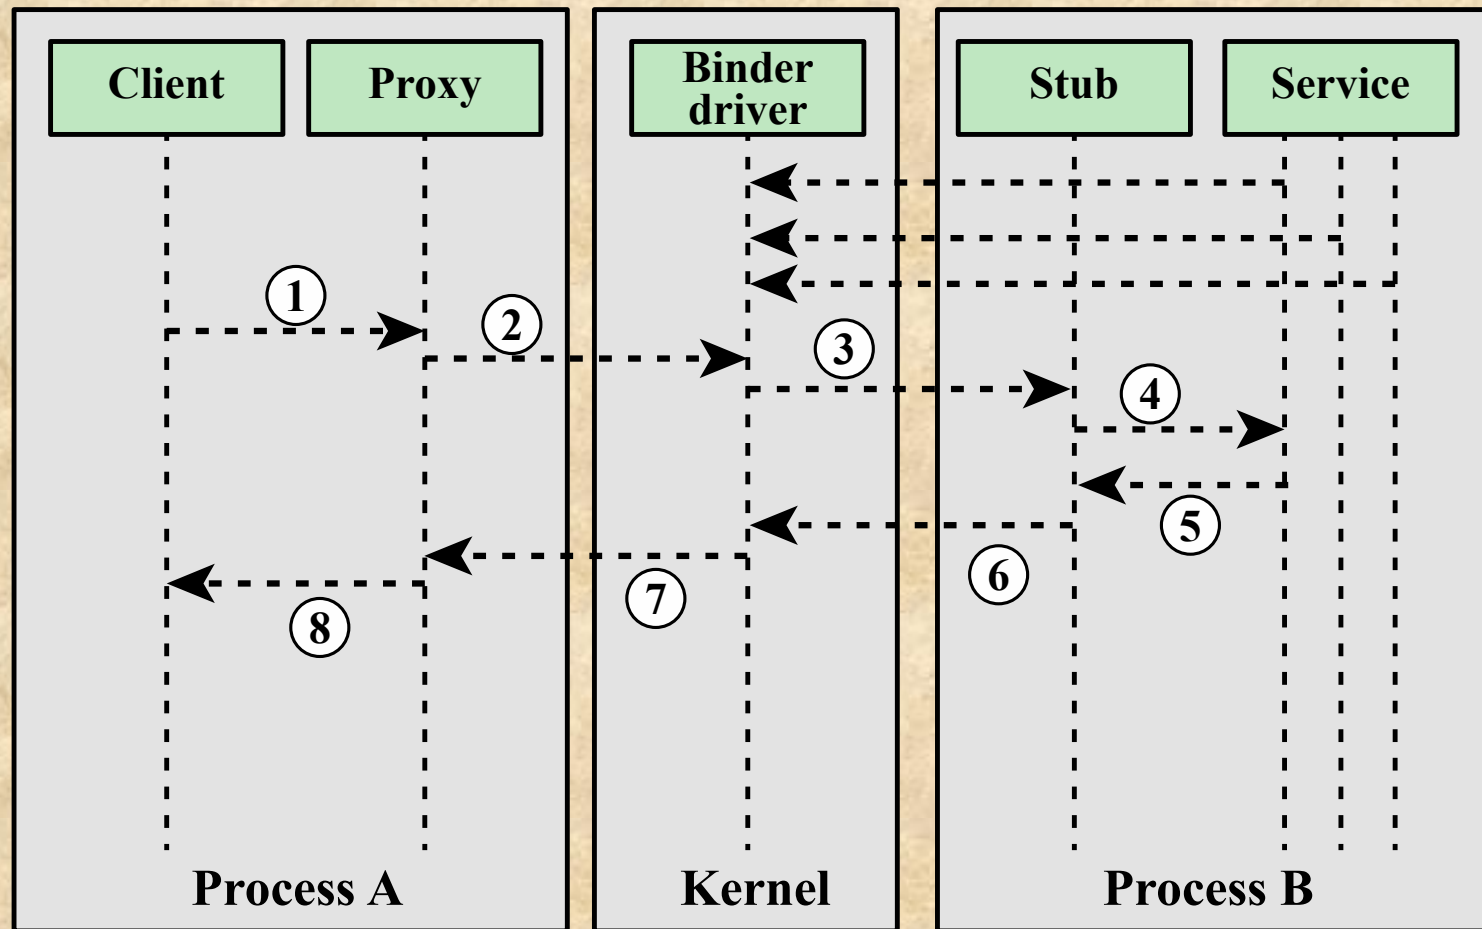 Client
Proxy
Binder
driver
Stub
Service
1
2
3
4
5
6
7
8
Process A
Kernel
Process B